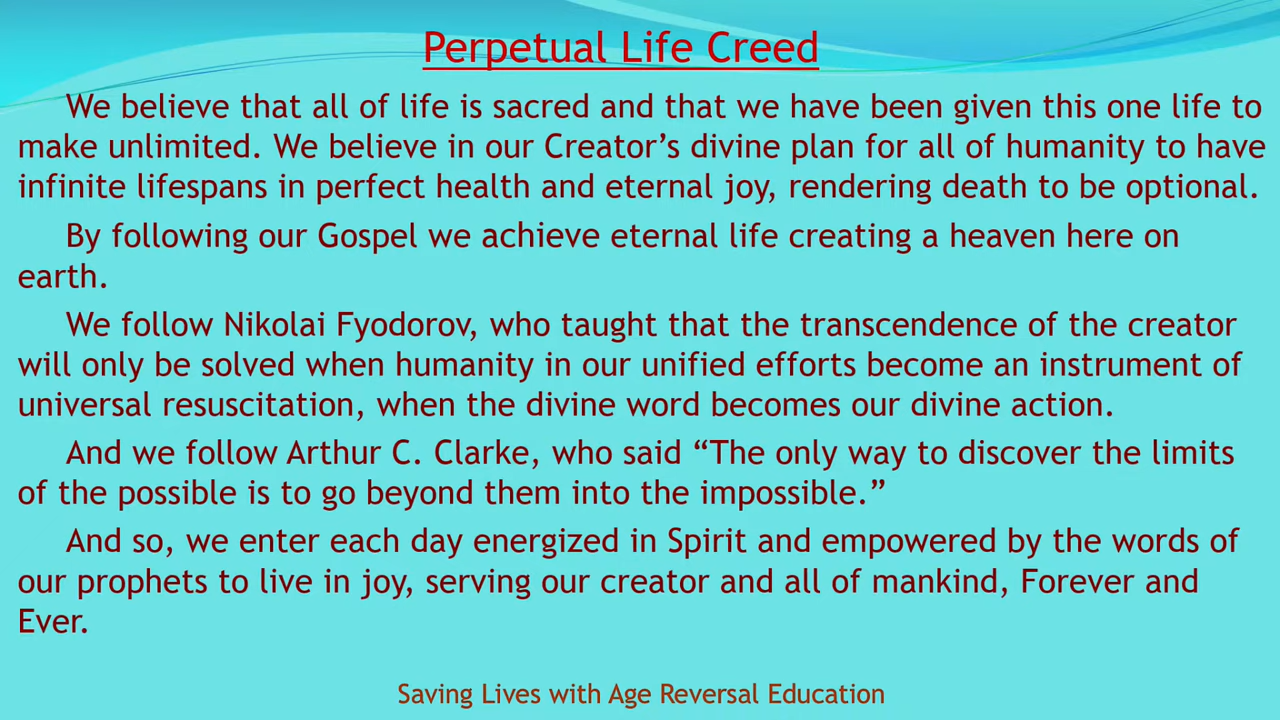 Perpetual Life Creed
We believe that all of life is sacred and that we have been given this one life to
make unlimited. We believe in our Creator’s divine plan for all of humanity to have
infinite lifespans in perfect health and eternal joy, rendering death to be optional.
By following our Gospel we achieve eternal life creating a heaven here on
earth.
We follow Nikolai Fyodorov, who taught that the transcendence of the creator
will only be solved when humanity in our unified efforts become an instrument of
universal resuscitation, when the divine word becomes our divine action.
And we follow Arthur C. Clarke, who said “The only way to discover the limits
of the possible is to go beyond them into the impossible.”
And so, we enter each day energized in Spirit and empowered by the words of
our prophets to live in joy, serving our creator and all of mankind, Forever and
Ever.
Saving Lives with Age Reversal Education